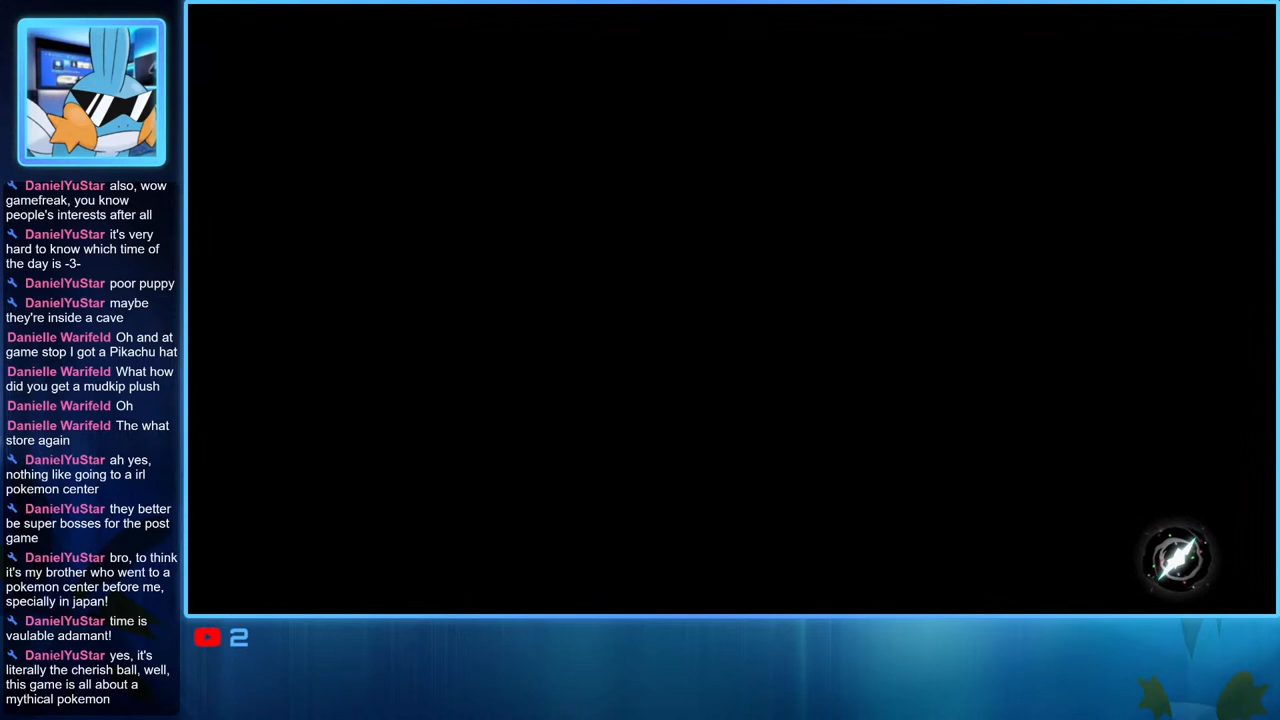 DanielYuStar also, wow
gamefreak, you know
people's interests after all
DanielYuStar it's very
hard to know which time of
the day is -3-
DanielYuStar poor puppy
DanielYuStar maybe
they're inside a cave
Danielle Warifeld Oh and at
game stop I got a Pikachu hat
Danielle Warifeld What how
did you get a mudkip plush
Danielle Warifeld Oh
Danielle Warifeld The what
store again
DanielYuStar ah yes,
nothing like going to a irl
pokemon center
DanielYuStar they better
be super bosses for the post
game
DanielYuStar bro, to think
it's my brother who went to a
pokemon center before me,
specially in japan!
DanielYuStar time is
vaulable adamant!
DanielYuStar yes, it's
literally the cherish ball, well,
this game is all about a
mythical pokemon
2